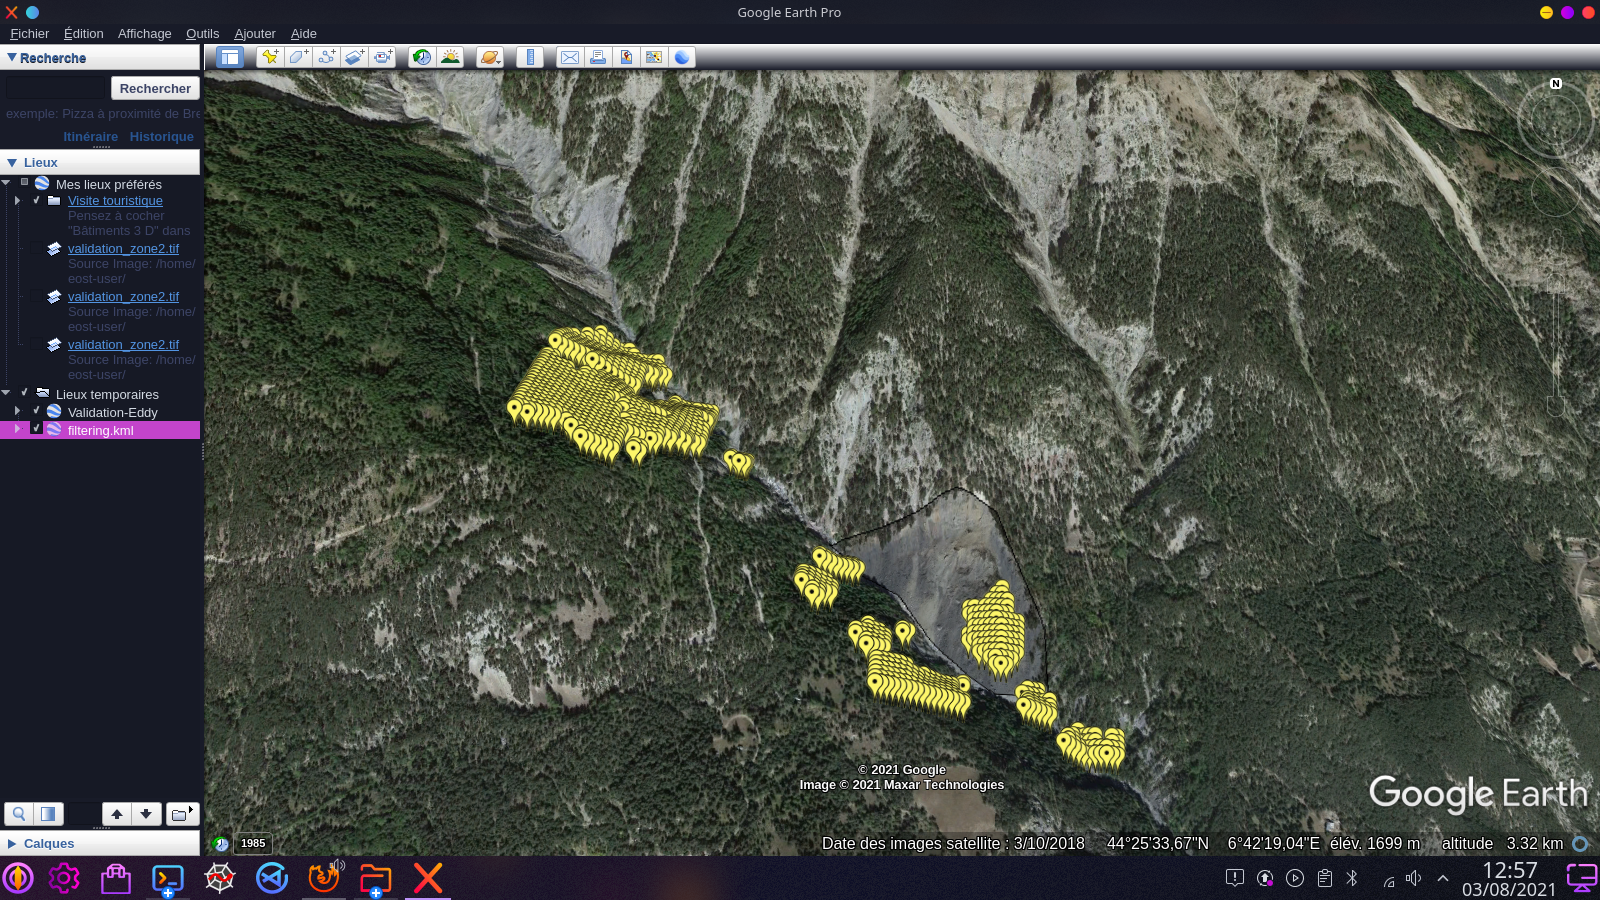 Google Earth Pro
Fichier Édition Affichage Outils Ajouter Aide
Recherche
Rechercher
exemple: Pizza à proximité de Bre
Itinéraire Historique
Lieux
Mes lieux préférés
Visite touristique
Pensez à cocher
"Bâtiments 3 D" dans
validation_zone2.tif
Source Image: /home/
eost-user/
validation_zone2.tif
Source Image: /home/
eost-user/
validation_zone2.tif
Source Image: /home/
eost-user/
Lieux temporaires
Validation-Eddy
filtering.kml
Calques
N
© 2021 Google
Image © 2021 Maxar Technologies
Google Earth
1985
Date des images satellite : 3/10/2018 44°25'33,67"N 6°42'19,04"E élév. 1699 m altitude 3.32 km
12:57
03/08/2021